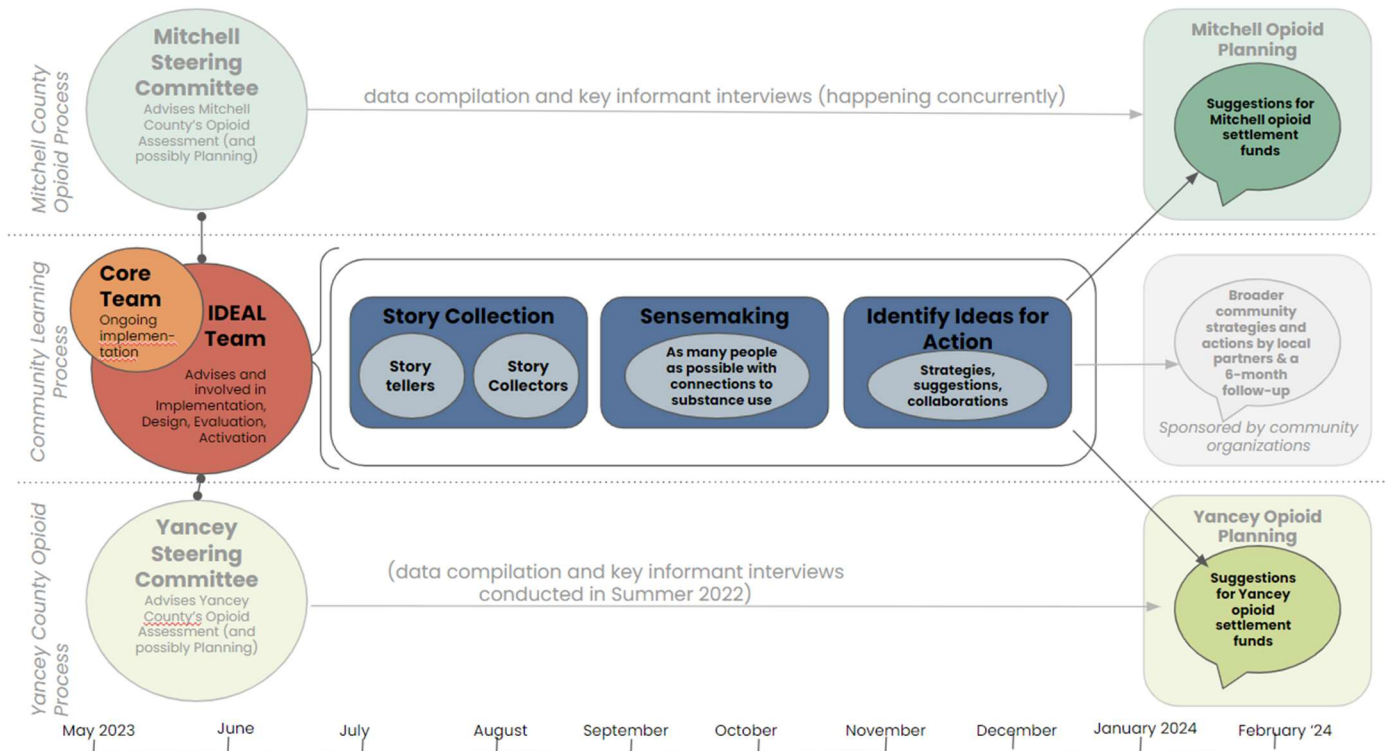 Mitchell County
Opioid Process
Mitchell
Steering
Committee
Advises Mitchell
County's Opioid
Assessment (and
possibly Planning)
data compilation and key informant interviews (happening concurrently)
Mitchell Opioid
Planning
Suggestions for
Mitchell opioid
settlement
funds
Community Learning
Process
Core
Team
Ongoing
implemen-
tation
IDEAL
Team
Advises and
involved in
Implementation,
Design, Evaluation,
Activation
Story Collection
Story
tellers
Story
Collectors
Sensemaking
As many people
as possible with
connections to
substance use
Identify Ideas for
Action
Strategies,
suggestions,
collaborations
Broader
community
strategies and
actions by local
partners & a
6-month
follow-up
Sponsored by community
organizations
Yancey County Opioid
Process
Yancey
Steering
Committee
Advises Yancey
County's Opioid
Assessment (and
possibly Planning)
(data compilation and key informant interviews
conducted in Summer 2022)
Yancey Opioid
Planning
Suggestions
for Yancey
opioid
settlement
funds
May 2023 June July August September October November December January 2024 February '24